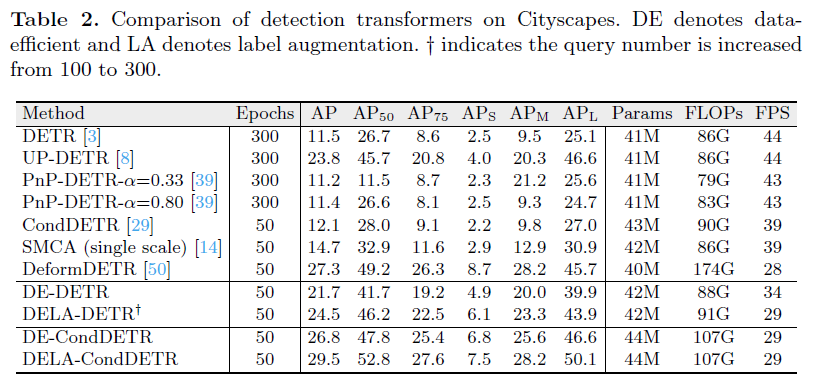 Table 2. Comparison of detection transformers on Cityscapes. DE denotes data-
efficient and LA denotes label augmentation. † indicates the query number is increased
from 100 to 300.
Method Epochs AP AP50 AP75 APS APM APL Params FLOPs FPS
DETR [3] 300 11.5 26.7 8.6 2.5 9.5 25.1 41M 86G 44
UP-DETR [8] 300 23.8 45.7 20.8 4.0 20.3 46.6 41M 86G 44
PnP-DETR-α=0.33 [39] 300 11.2 11.5 8.7 2.3 21.2 25.6 41M 79G 43
PnP-DETR-α=0.80 [39] 300 11.4 26.6 8.1 2.5 9.3 24.7 41M 83G 43
CondDETR [29] 50 12.1 28.0 9.1 2.2 9.8 27.0 43M 90G 39
SMCA (single scale) [14] 50 14.7 32.9 11.6 2.9 12.9 30.9 42M 86G 39
DeformDETR [50] 50 27.3 49.2 26.3 8.7 28.2 45.7 40M 174G 28
DE-DETR 50 21.7 41.7 19.2 4.9 20.0 39.9 42M 88G 34
DELA-DETR† 50 24.5 46.2 22.5 6.1 23.3 43.9 42M 91G 29
DE-CondDETR 50 26.8 47.8 25.4 6.8 25.6 46.6 44M 107G 29
DELA-CondDETR 50 29.5 52.8 27.6 7.5 28.2 50.1 44M 107G 29